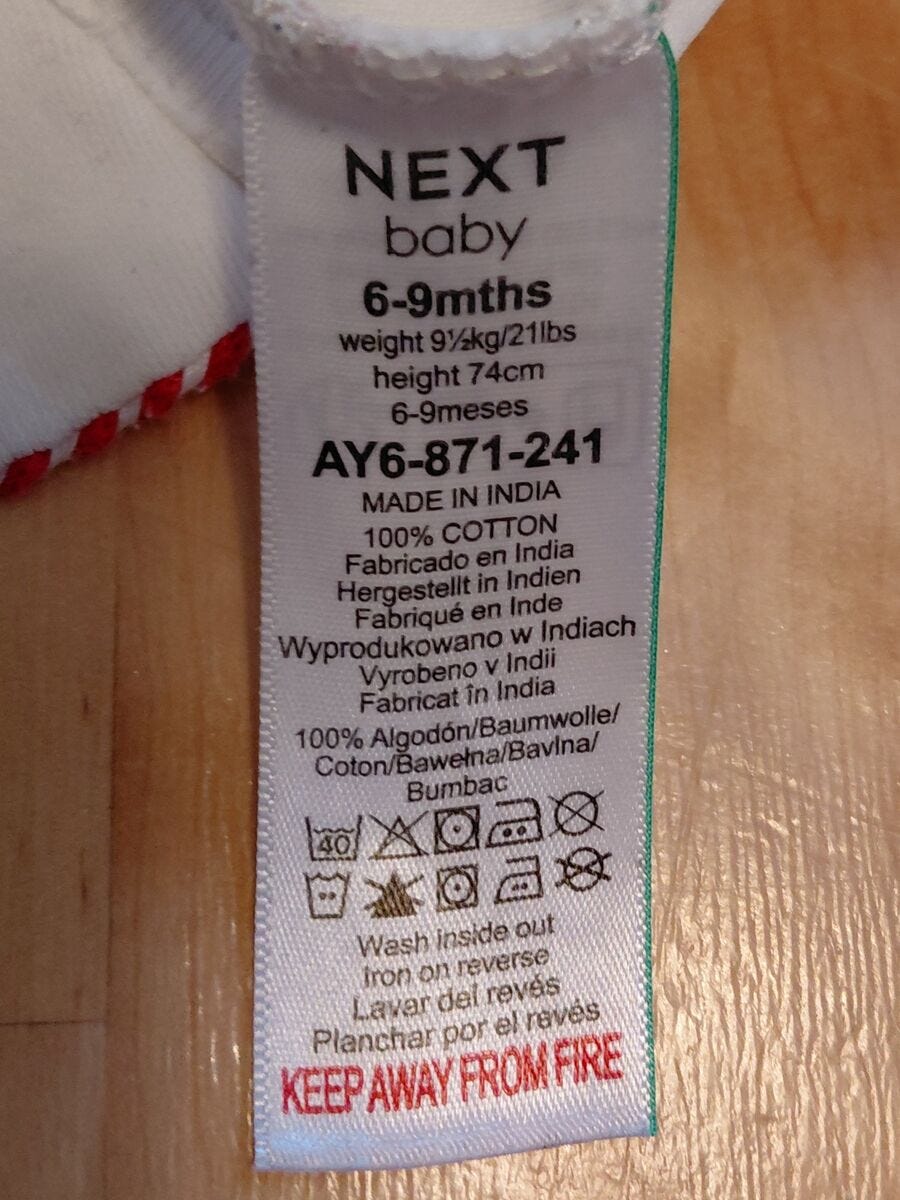 NEXT
baby
6-9mths
weight 9½kg/21lbs
height 74cm
6-9meses
AY6-871-241
MADE IN INDIA
100% COTTON
Fabricado en India
Hergestellt in Indien
Fabriqué en Inde
Wyprodukowano w Indiach
Vyrobeno v Indii
Fabricat în India
100% Algodón/Baumwolle/
Coton/Bawełna/Bavlna/
Bumbac
40
Wash inside out
Iron on reverse
Lavar del revés
Planchar por el revés
KEEP AWAY FROM FIRE